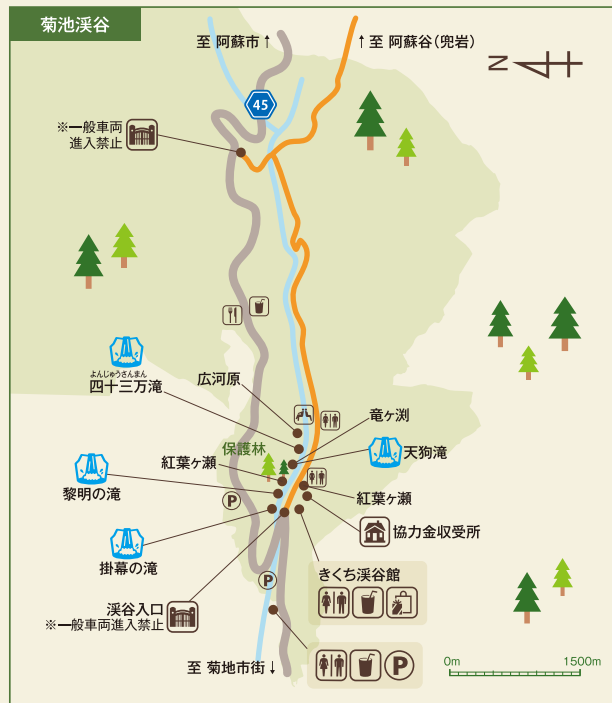 菊池渓谷
至 阿蘇市↑
↑至 阿蘇谷(兜岩)
N
45
※一般車両
進入禁止
よんじゅうさんまん
四十三万滝
広河原
竜ヶ渕
保護林
天狗滝
紅葉ヶ瀬
黎明の滝
紅葉ヶ瀬
P
協力金収受所
掛幕の滝
きくち渓谷館
P
渓谷入口
※一般車両進入禁止
至 菊地市街↓
P
0m 1500m